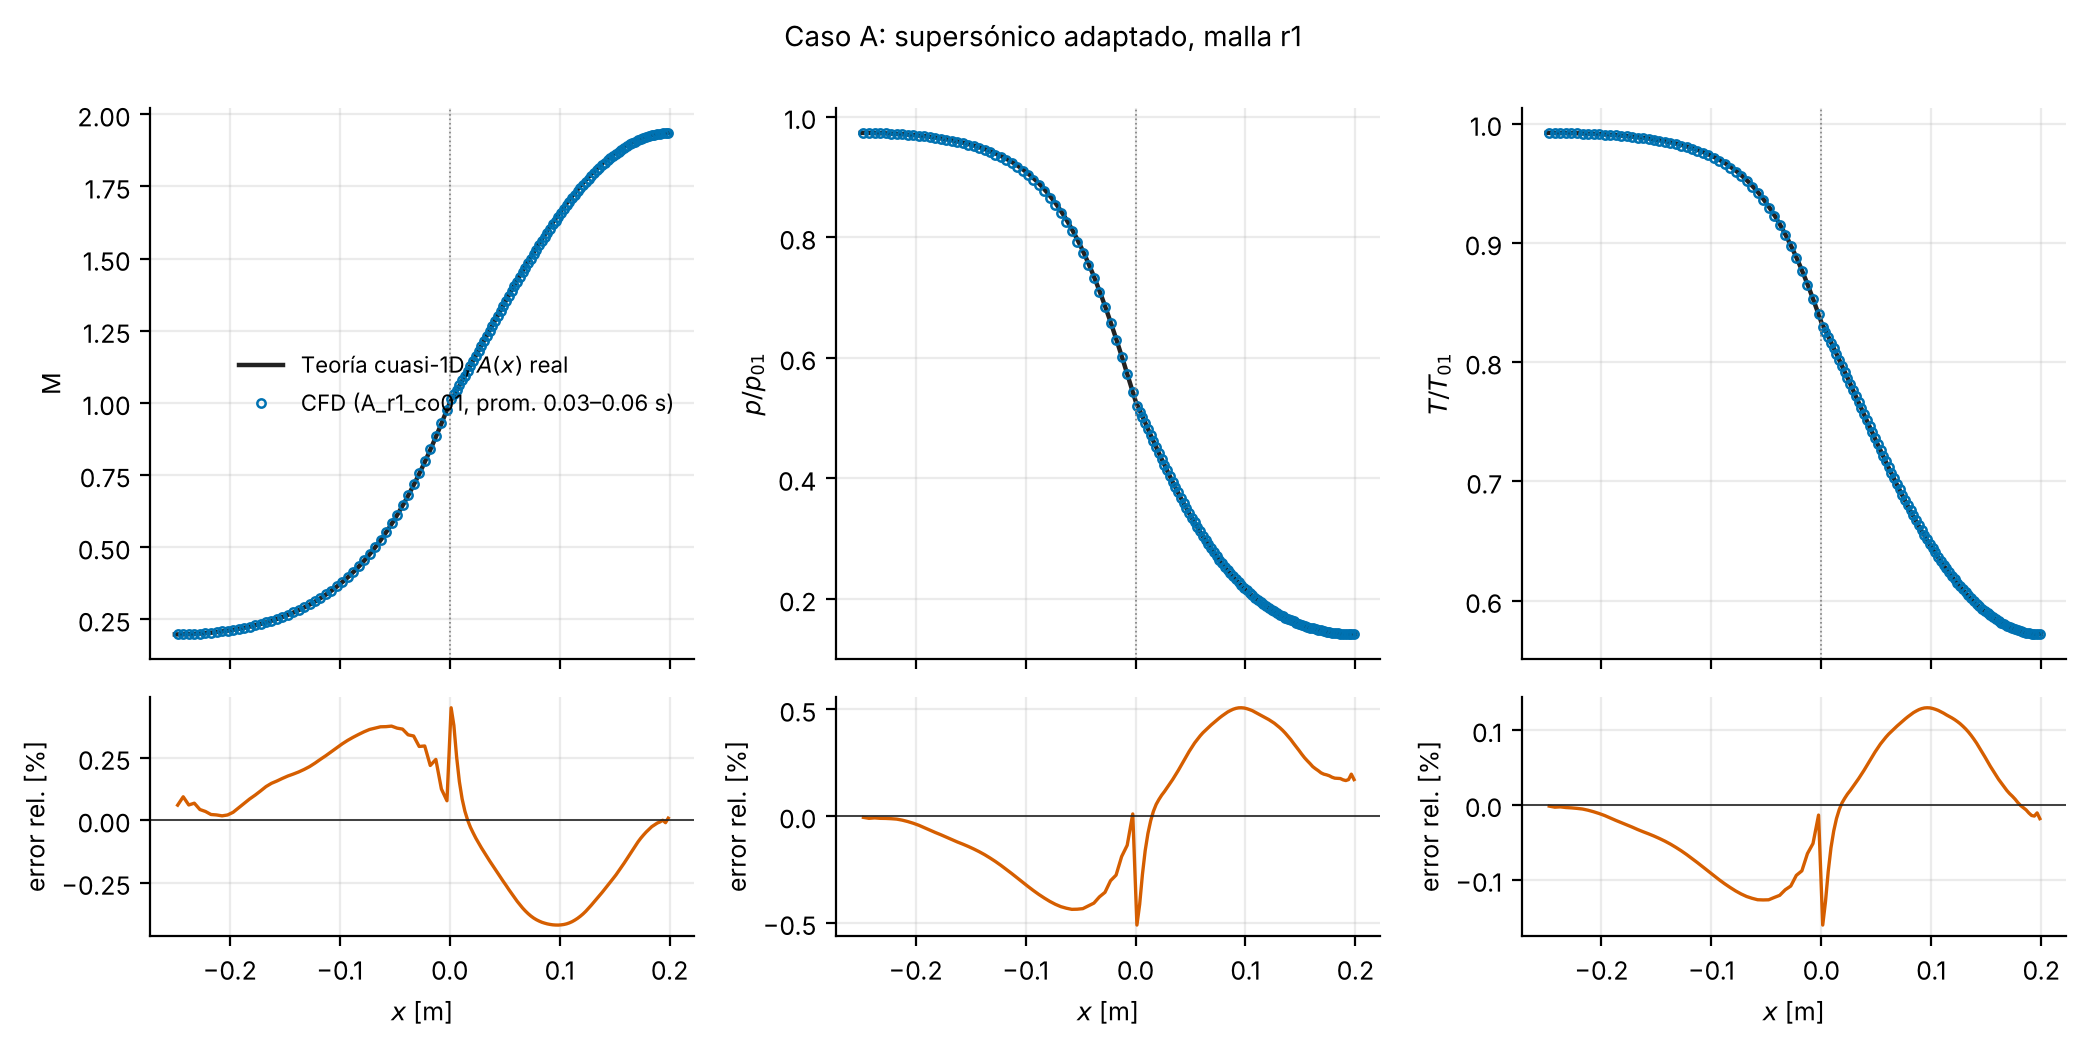 Caso A: supersónico adaptado, malla r1
M
2.00
1.75
1.50
1.25
1.00
0.75
0.50
0.25
Teoría cuasi-1D, A(x) real
CFD (A_r1_co01, prom. 0.03–0.06 s)
p/p01
1.0
0.8
0.6
0.4
0.2
T/T01
1.0
0.9
0.8
0.7
0.6
error rel. [%]
0.25
0.00
−0.25
−0.2 −0.1 0.0 0.1 0.2
x [m]
error rel. [%]
0.5
0.0
−0.5
−0.2 −0.1 0.0 0.1 0.2
x [m]
error rel. [%]
0.1
0.0
−0.1
−0.2 −0.1 0.0 0.1 0.2
x [m]